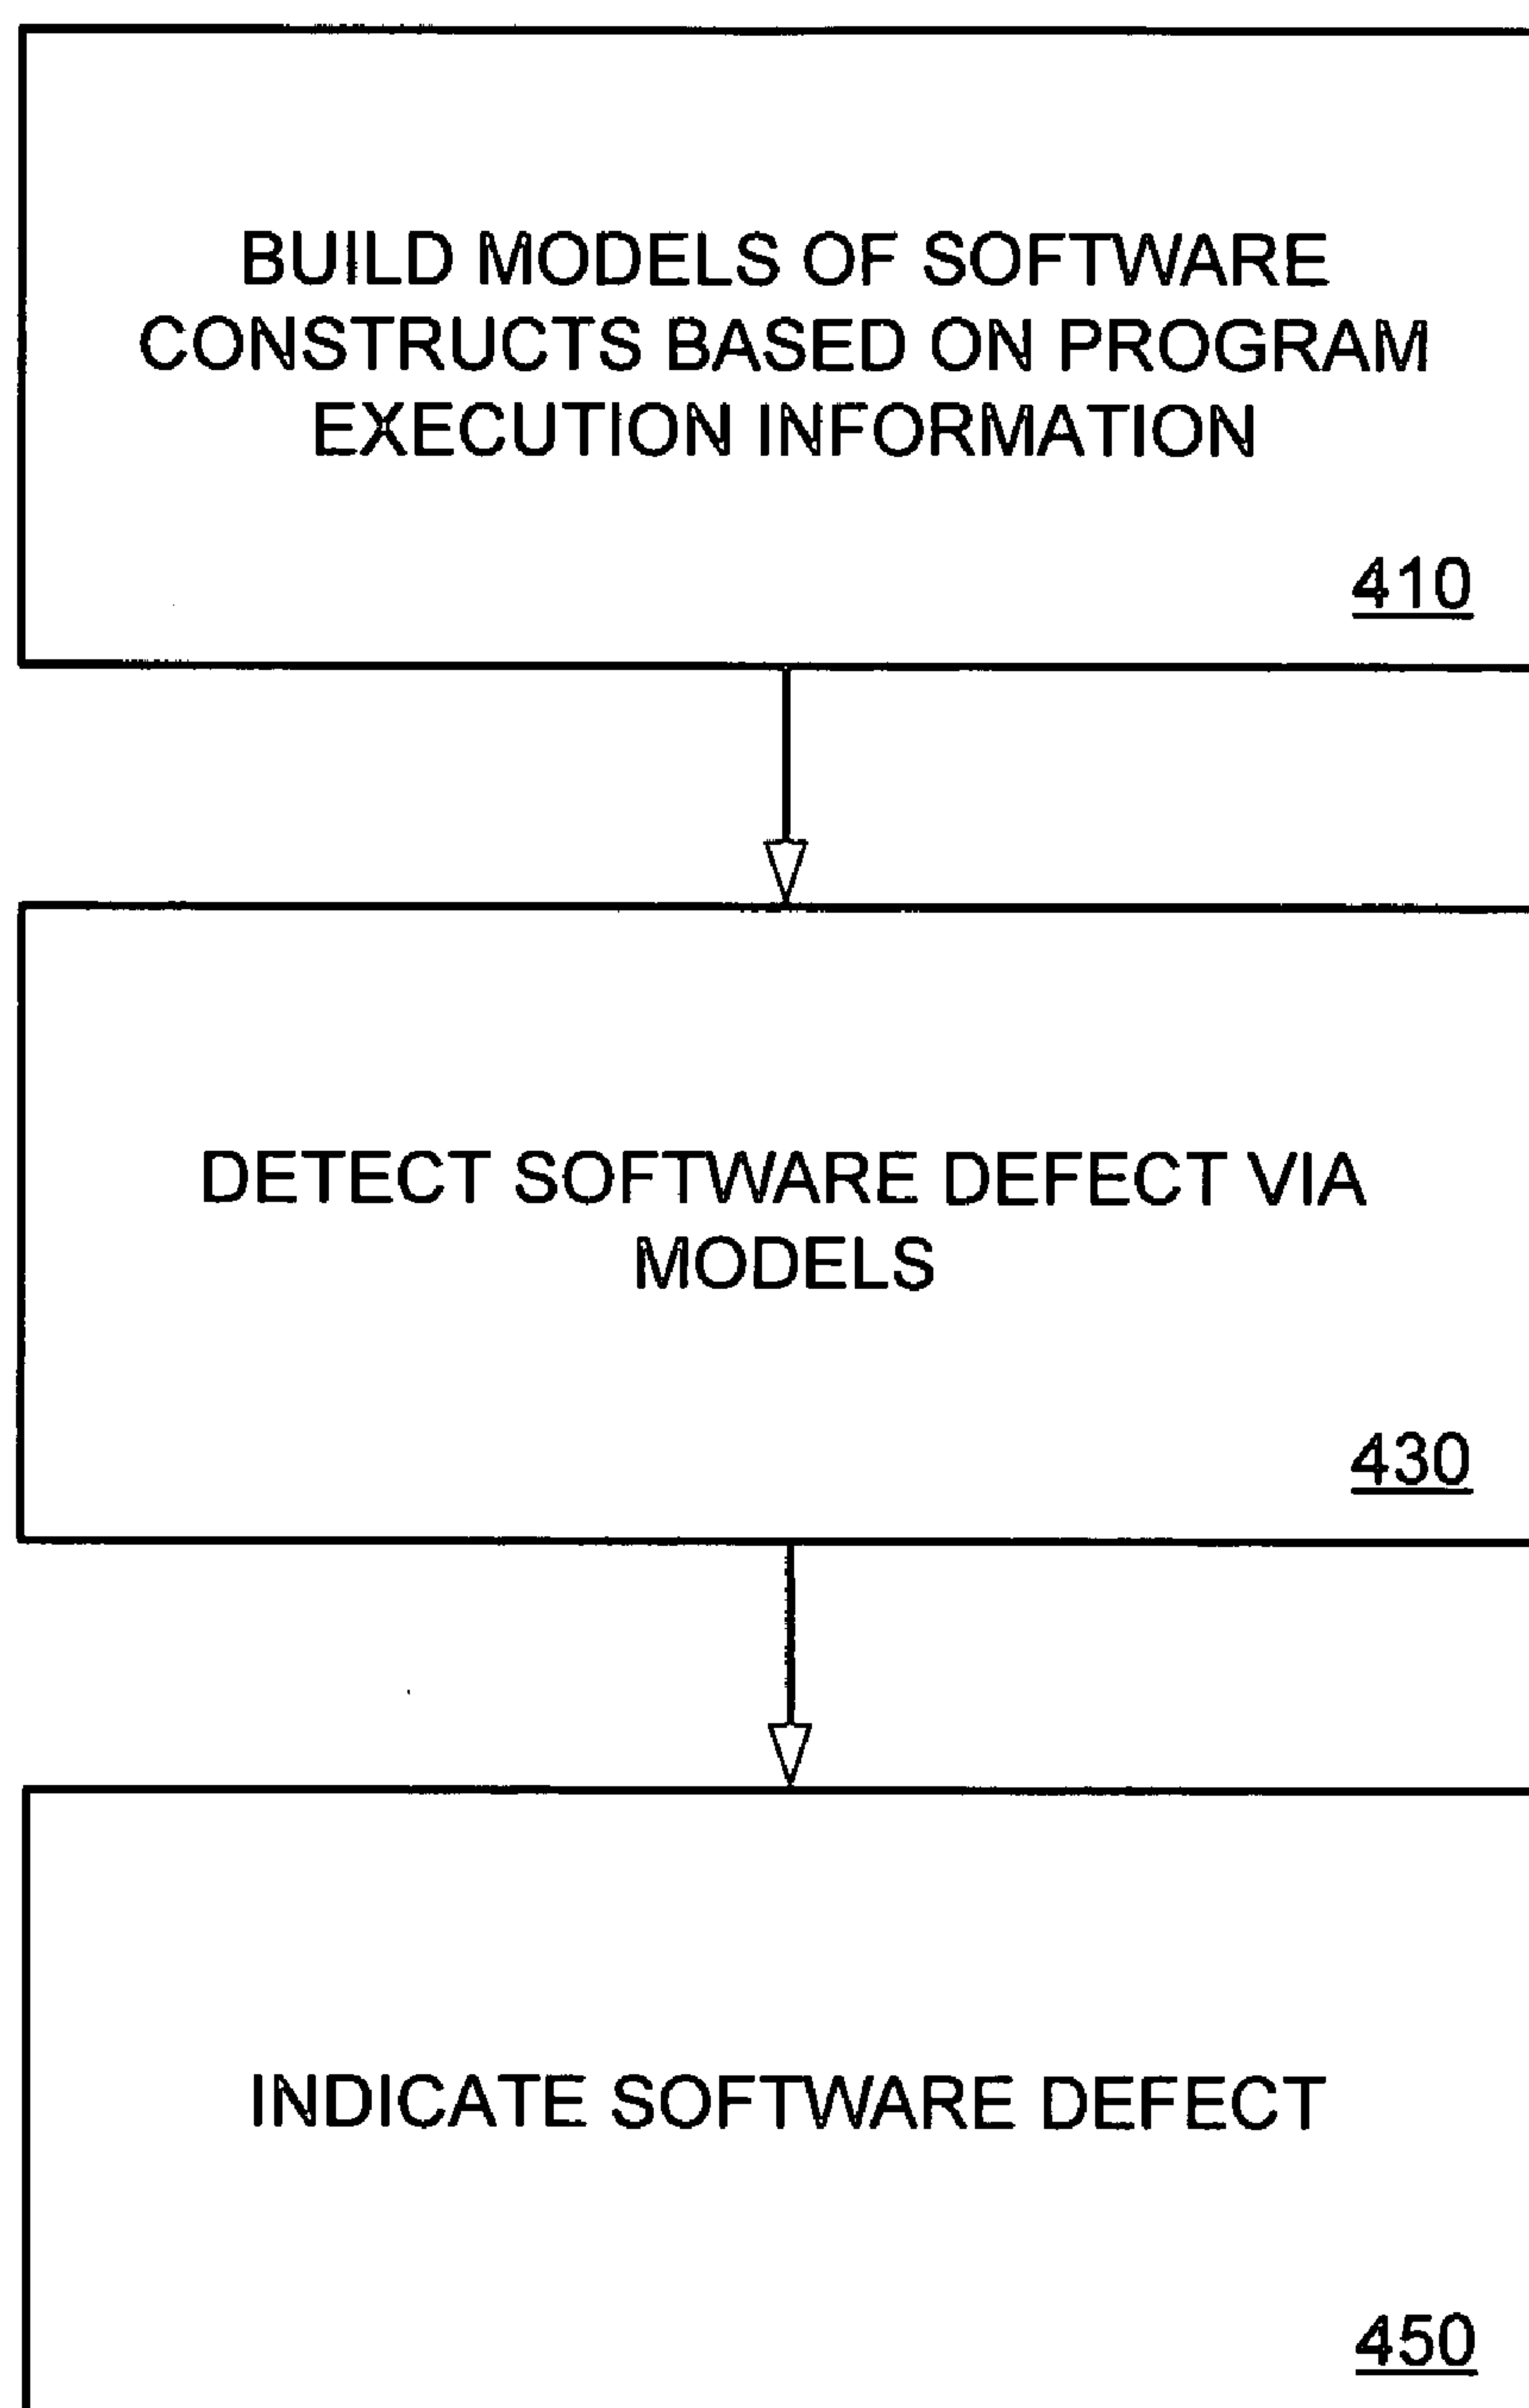 BUILD MODELS OF SOFTWARE
CONSTRUCTS BASED ON PROGRAM
EXECUTION INFORMATION
410
DETECT SOFTWARE DEFECT VIA
MODELS
430
INDICATE SOFTWARE DEFECT
450